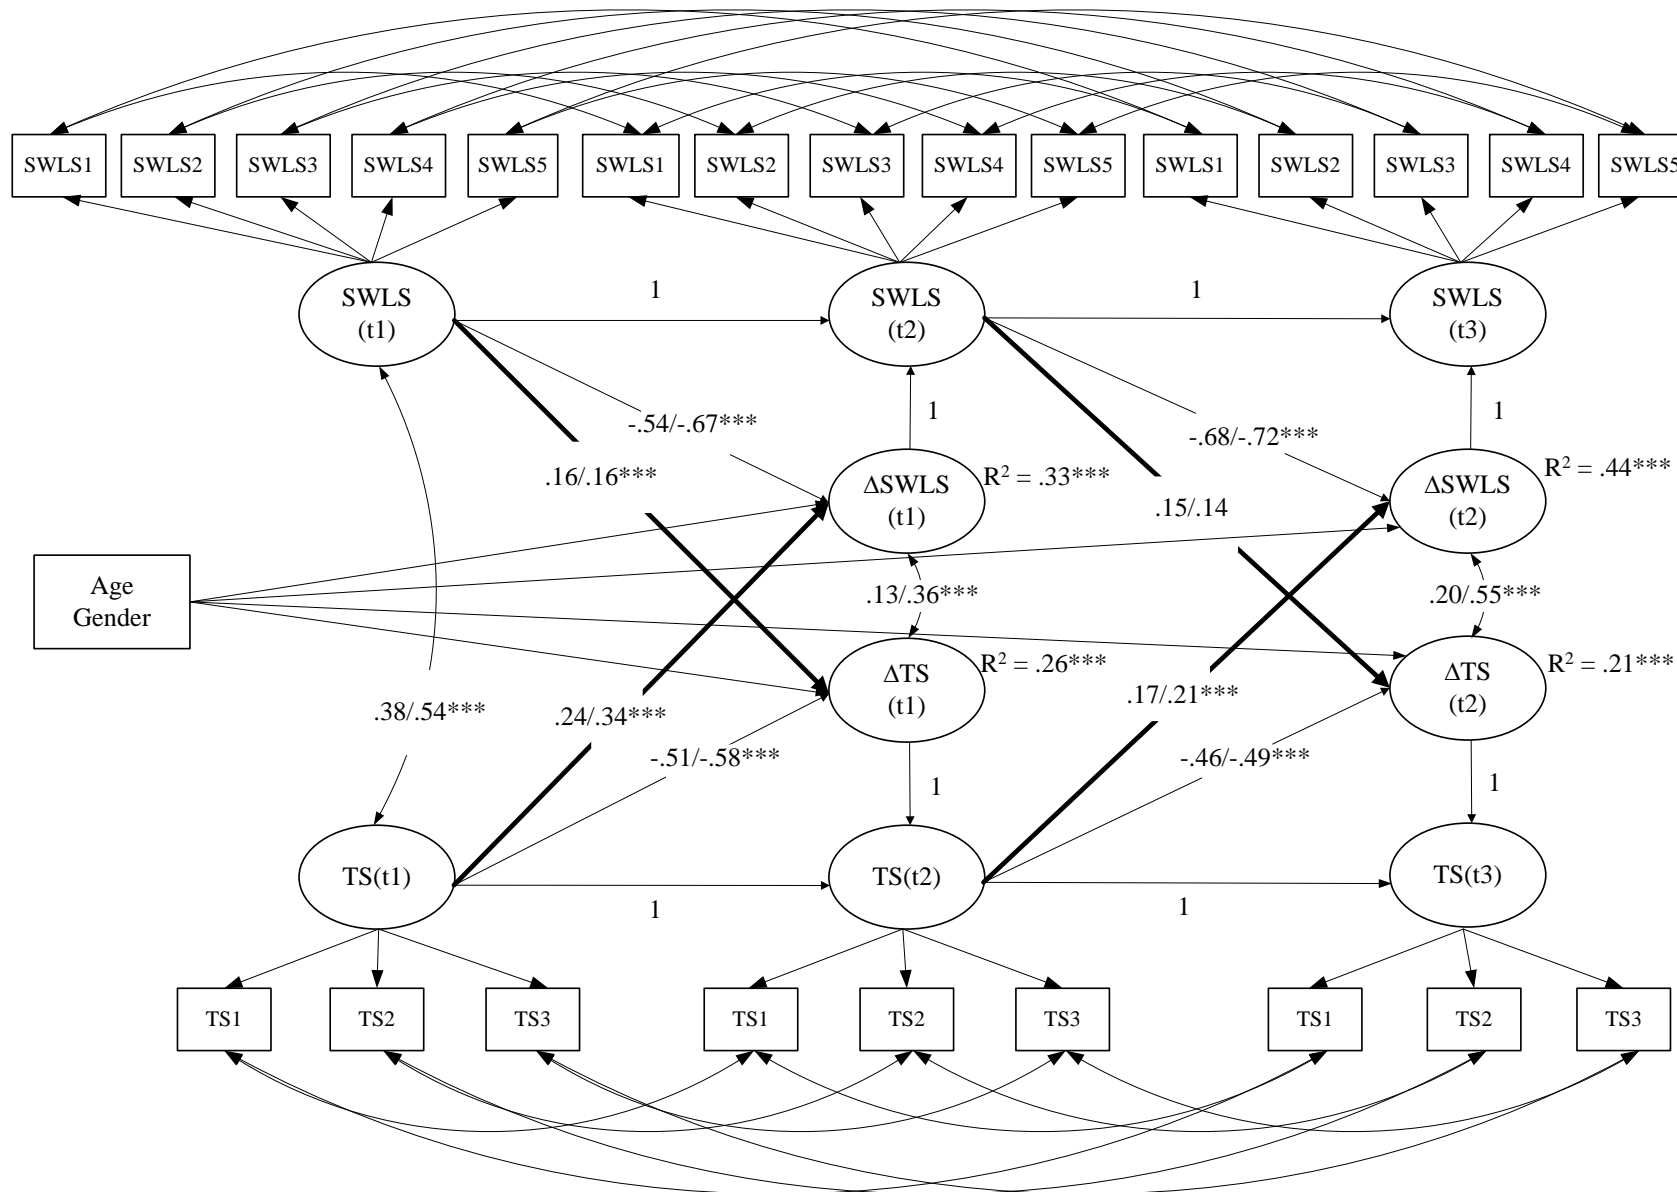 SWLS1 SWLS2 SWLS3 SWLS4 SWLS5 SWLS1 SWLS2 SWLS3 SWLS4 SWLS5 SWLS1 SWLS2 SWLS3 SWLS4 SWLS5
SWLS
(t1)
1
SWLS
(t2)
1
SWLS
(t3)
-.54/-.67***
1
-.68/-.72***
1
.16/.16***
ΔSWLS
(t1)
R² = .33***
.15/.14
ΔSWLS
(t2)
R² = .44***
Age
Gender
.13/.36***
.20/.55***
ΔTS
(t1)
R² = .26***
ΔTS
(t2)
R² = .21***
.38/.54***
.24/.34***
.17/.21***
-.51/-.58***
-.46/-.49***
1
1
TS(t1)
1
TS(t2)
1
TS(t3)
TS1 TS2 TS3 TS1 TS2 TS3 TS1 TS2 TS3